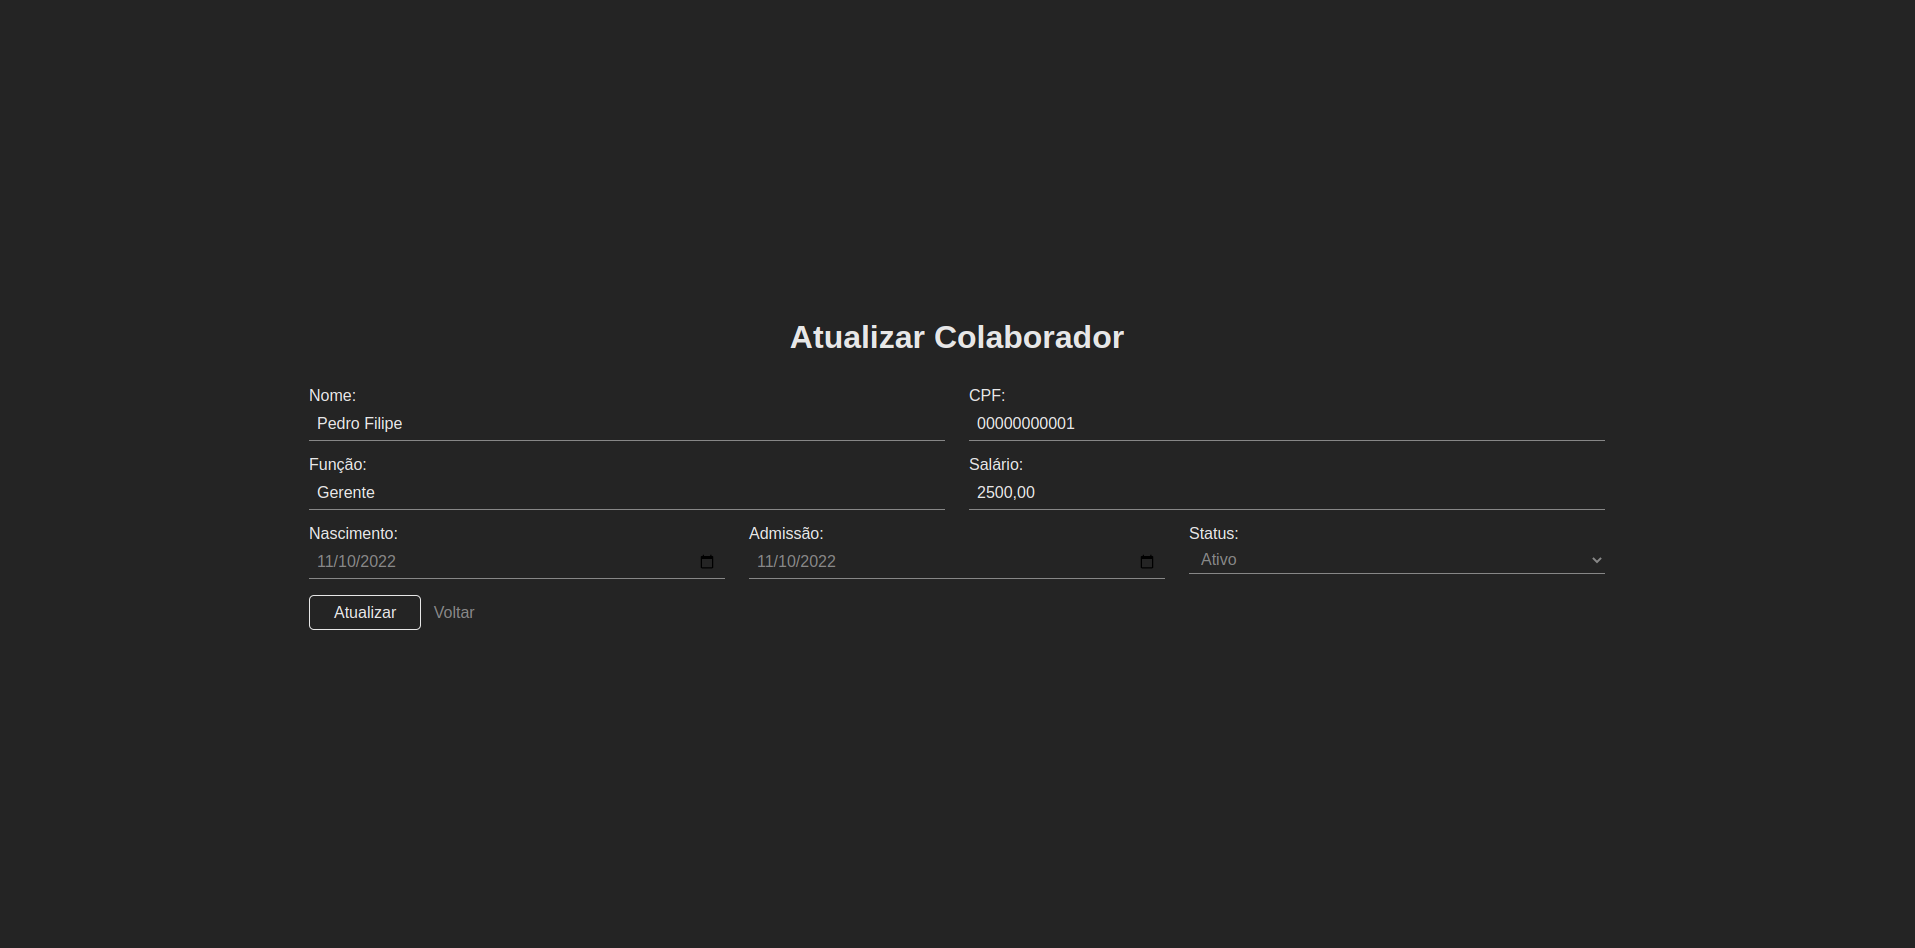 Atualizar Colaborador
Nome: CPF:
Pedro Filipe 00000000001
Função: Salário:
Gerente 2500,00
Nascimento: Admissão: Status:
11/10/2022 11/10/2022 Ativo
Atualizar Voltar